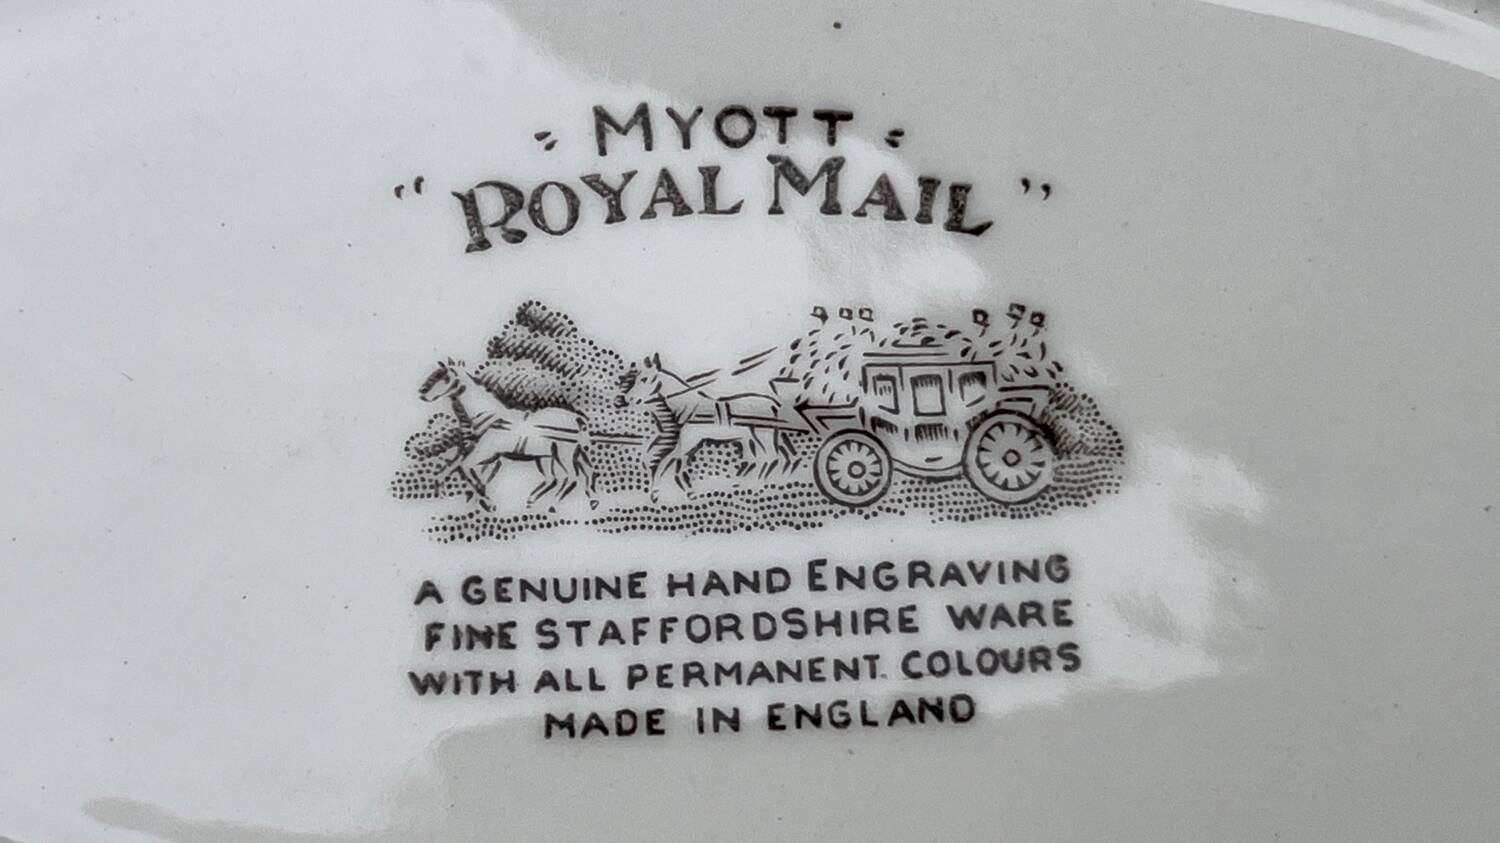 MYOTT
"ROYAL MAIL"
A GENUINE HAND ENGRAVING
FINE STAFFORDSHIRE WARE
WITH ALL PERMANENT COLOURS
MADE IN ENGLAND